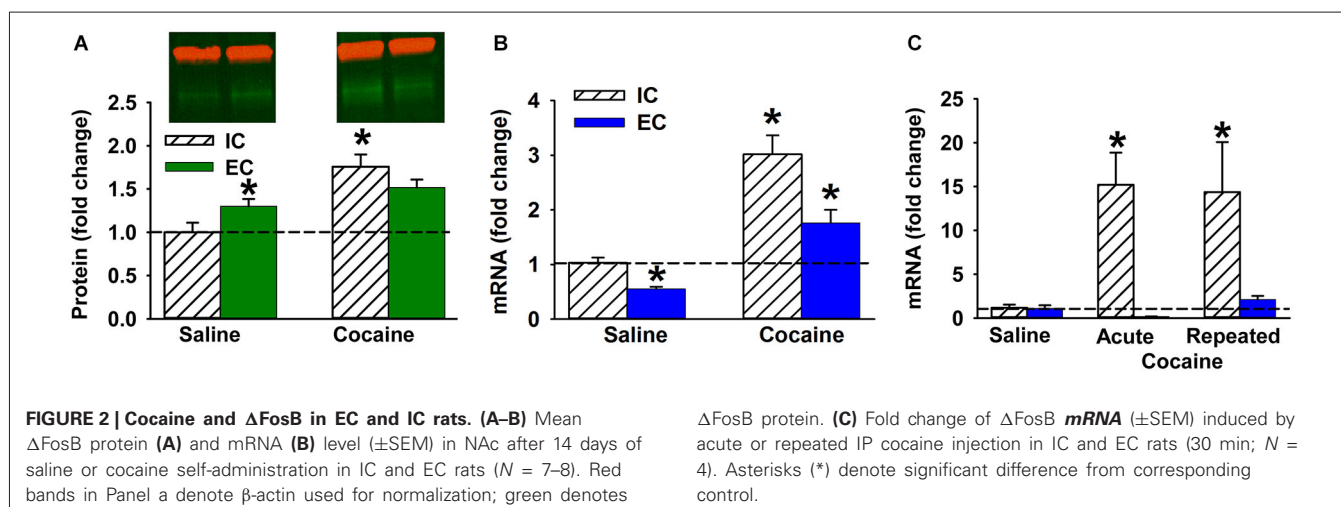 A
B
C
Protein (fold change)
2.5
2.0
1.5
1.0
0.5
0.0
IC
EC
*
*
Saline
Cocaine
mRNA (fold change)
4
3
2
1
0
IC
EC
*
*
*
Saline
Cocaine
mRNA (fold change)
25
20
15
10
5
0
*
*
Saline
Acute
Repeated
Cocaine
FIGURE 2 | Cocaine and ΔFosB in EC and IC rats. (A–B) Mean
ΔFosB protein (A) and mRNA (B) level (±SEM) in NAc after 14 days of
saline or cocaine self-administration in IC and EC rats (N = 7–8). Red
bands in Panel a denote β-actin used for normalization; green denotes
ΔFosB protein. (C) Fold change of ΔFosB mRNA (±SEM) induced by
acute or repeated IP cocaine injection in IC and EC rats (30 min; N =
4). Asterisks (*) denote significant difference from corresponding
control.